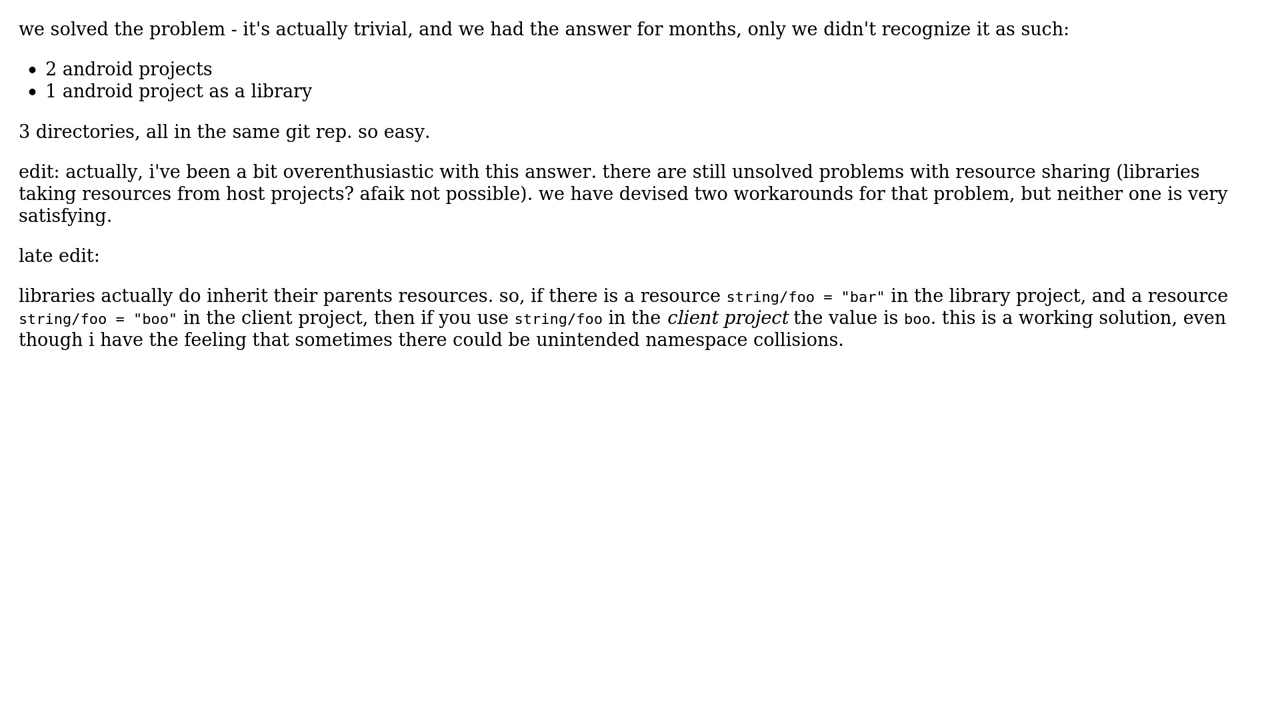 we solved the problem - it's actually trivial, and we had the answer for months, only we didn't recognize it as such:
• 2 android projects
• 1 android project as a library
3 directories, all in the same git rep. so easy.
edit: actually, i've been a bit overenthusiastic with this answer. there are still unsolved problems with resource sharing (libraries
taking resources from host projects? afaik not possible). we have devised two workarounds for that problem, but neither one is very
satisfying.
late edit:
libraries actually do inherit their parents resources. so, if there is a resource string/foo = "bar" in the library project, and a resource
string/foo = "boo" in the client project, then if you use string/foo in the client project the value is boo. this is a working solution, even
though i have the feeling that sometimes there could be unintended namespace collisions.